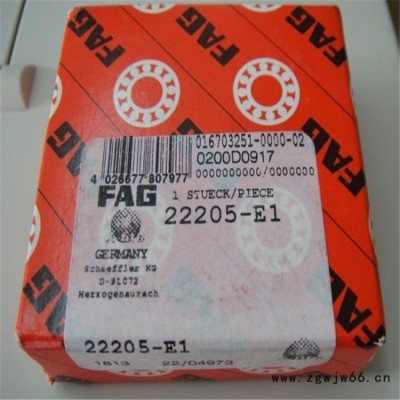 FAG
FAG
FAG
016703251-0000-02
0200D0917
0000000000/0000000
4 026677 807977
FAG
1 STUECK/PIECE
22205-E1
GERMANY
Schaeffler KG
D-91072
Herzogenaurach
22205-E1
1813 22/04973
FAG
www.zgwjw66.cn